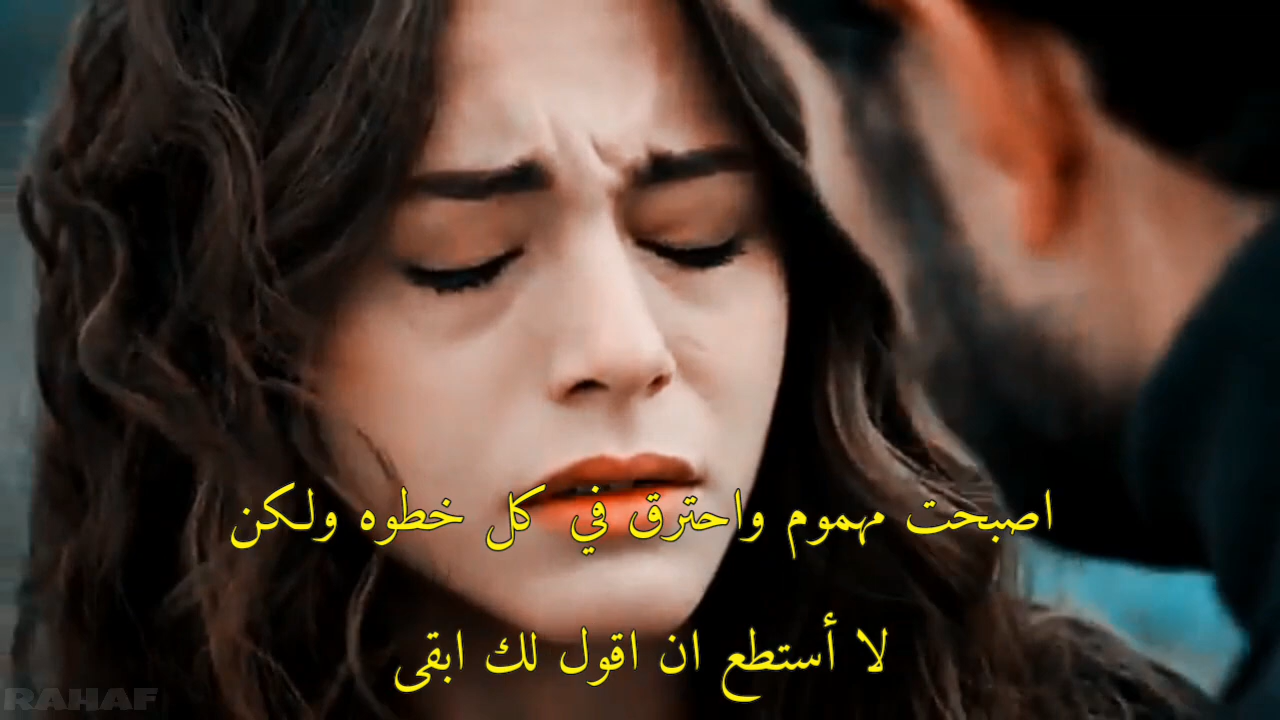 اصبحت مهموم واحترق في كل خطوه ولكن
لا أستطع ان اقول لك ابقى
RAHAF